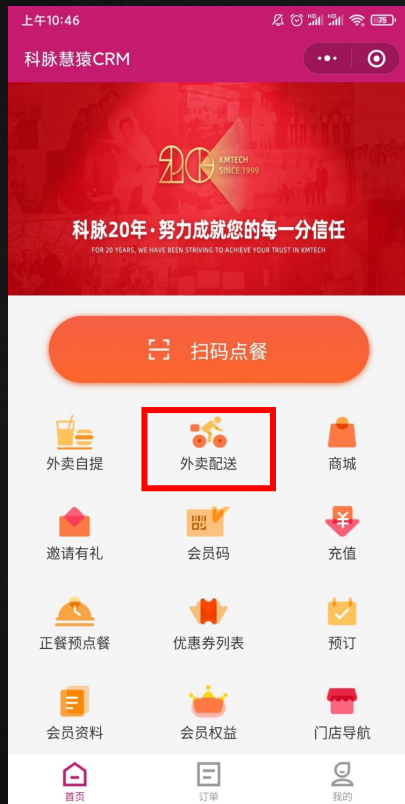 上午10:46
75
科脉慧猿CRM
20
KMTECH
SINCE 1999
科脉20年·努力成就您的每一分信任
FOR 20 YEARS, WE HAVE BEEN STRIVING TO ACHIEVE YOUR TRUST IN KMTECH
扫码点餐
外卖自提 外卖配送 商城
邀请有礼 会员码 充值
正餐预点餐 优惠券列表 预订
会员资料 会员权益 门店导航
首页 订单 我的